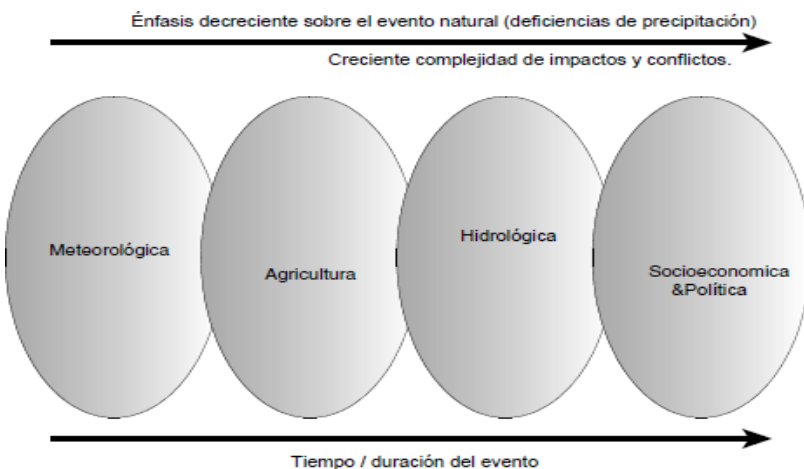 Énfasis decreciente sobre el evento natural (deficiencias de precipitación)
Creciente complejidad de impactos y conflictos.
Meteorológica
Agricultura
Hidrológica
Socioeconomica
&Política
Tiempo / duración del evento